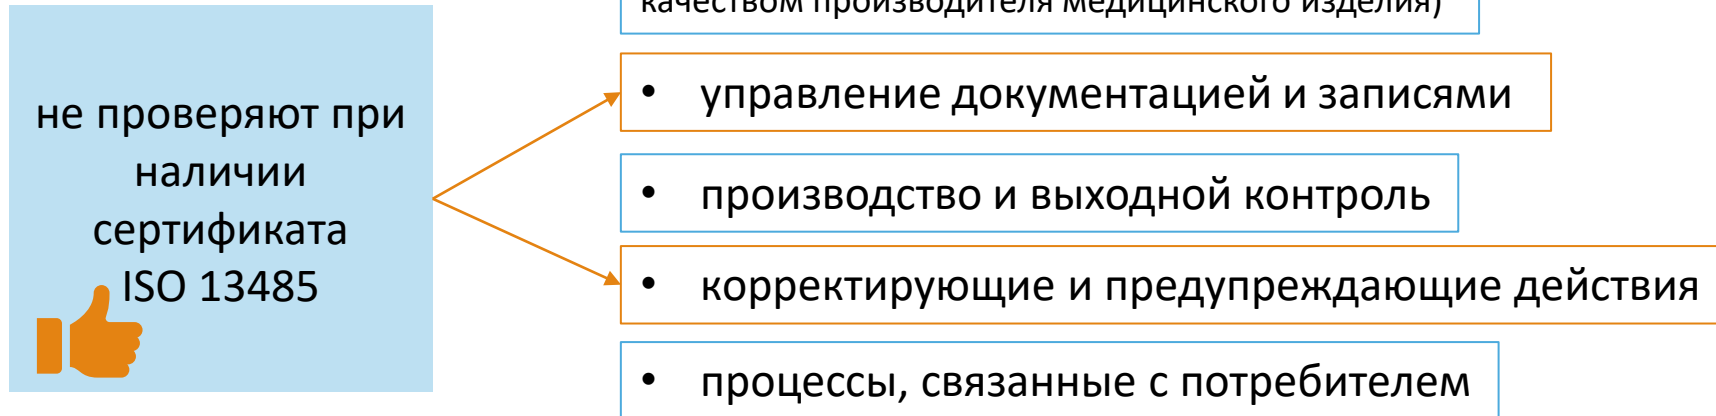 не проверяют при
наличии
сертификата
ISO 13485
качеством производителя медицинского изделия)
• управление документацией и записями
• производство и выходной контроль
• корректирующие и предупреждающие действия
• процессы, связанные с потребителем